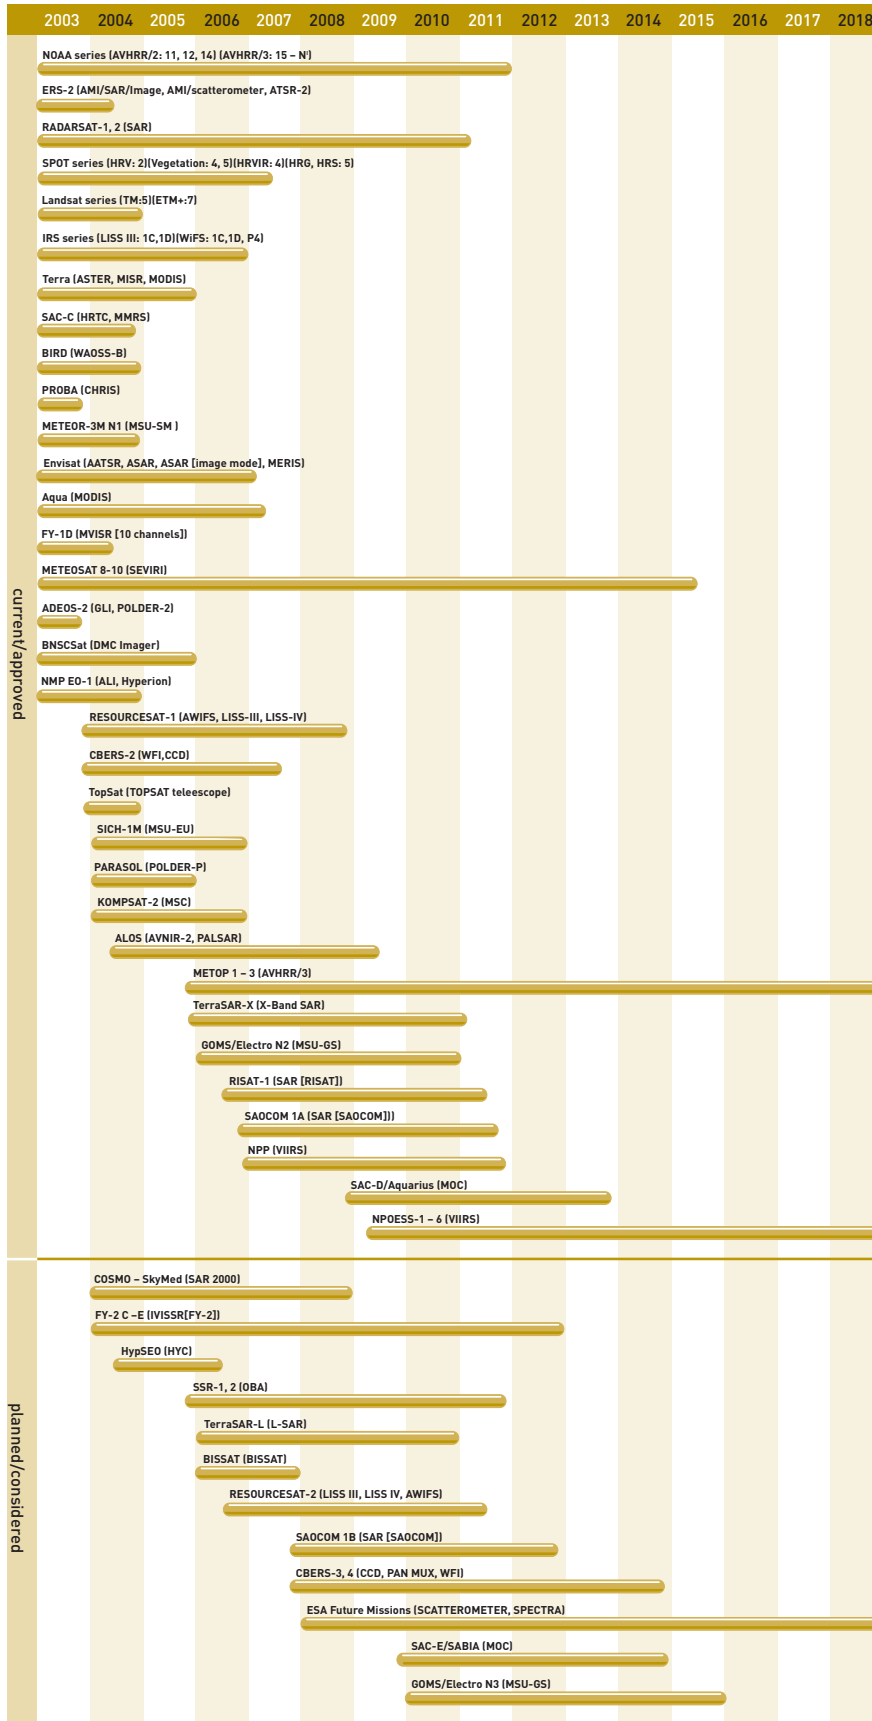 2003 2004 2005 2006 2007 2008 2009 2010 2011 2012 2013 2014 2015 2016 2017 2018
current/approved
NOAA series (AVHRR/2: 11, 12, 14) (AVHRR/3: 15 – N')
ERS-2 (AMI/SAR/Image, AMI/scatterometer, ATSR-2)
RADARSAT-1, 2 (SAR)
SPOT series (HRV: 2)(Vegetation: 4, 5)(HRVIR: 4)(HRG, HRS: 5)
Landsat series (TM:5)(ETM+:7)
IRS series (LISS III: 1C,1D)(WiFS: 1C,1D, P4)
Terra (ASTER, MISR, MODIS)
SAC-C (HRTC, MMRS)
BIRD (WAOSS-B)
PROBA (CHRIS)
METEOR-3M N1 (MSU-SM )
Envisat (AATSR, ASAR, ASAR [image mode], MERIS)
Aqua (MODIS)
FY-1D (MVISR [10 channels])
METEOSAT 8-10 (SEVIRI)
ADEOS-2 (GLI, POLDER-2)
BNSCSat (DMC Imager)
NMP EO-1 (ALI, Hyperion)
RESOURCESAT-1 (AWIFS, LISS-III, LISS-IV)
CBERS-2 (WFI,CCD)
TopSat (TOPSAT teleescope)
SICH-1M (MSU-EU)
PARASOL (POLDER-P)
KOMPSAT-2 (MSC)
ALOS (AVNIR-2, PALSAR)
METOP 1 – 3 (AVHRR/3)
TerraSAR-X (X-Band SAR)
GOMS/Electro N2 (MSU-GS)
RISAT-1 (SAR [RISAT])
SAOCOM 1A (SAR [SAOCOM]))
NPP (VIIRS)
SAC-D/Aquarius (MOC)
NPOESS-1 – 6 (VIIRS)
planned/considered
COSMO – SkyMed (SAR 2000)
FY-2 C –E (IVISSR[FY-2])
HypSEO (HYC)
SSR-1, 2 (OBA)
TerraSAR-L (L-SAR)
BISSAT (BISSAT)
RESOURCESAT-2 (LISS III, LISS IV, AWIFS)
SAOCOM 1B (SAR [SAOCOM])
CBERS-3, 4 (CCD, PAN MUX, WFI)
ESA Future Missions (SCATTEROMETER, SPECTRA)
SAC-E/SABIA (MOC)
GOMS/Electro N3 (MSU-GS)